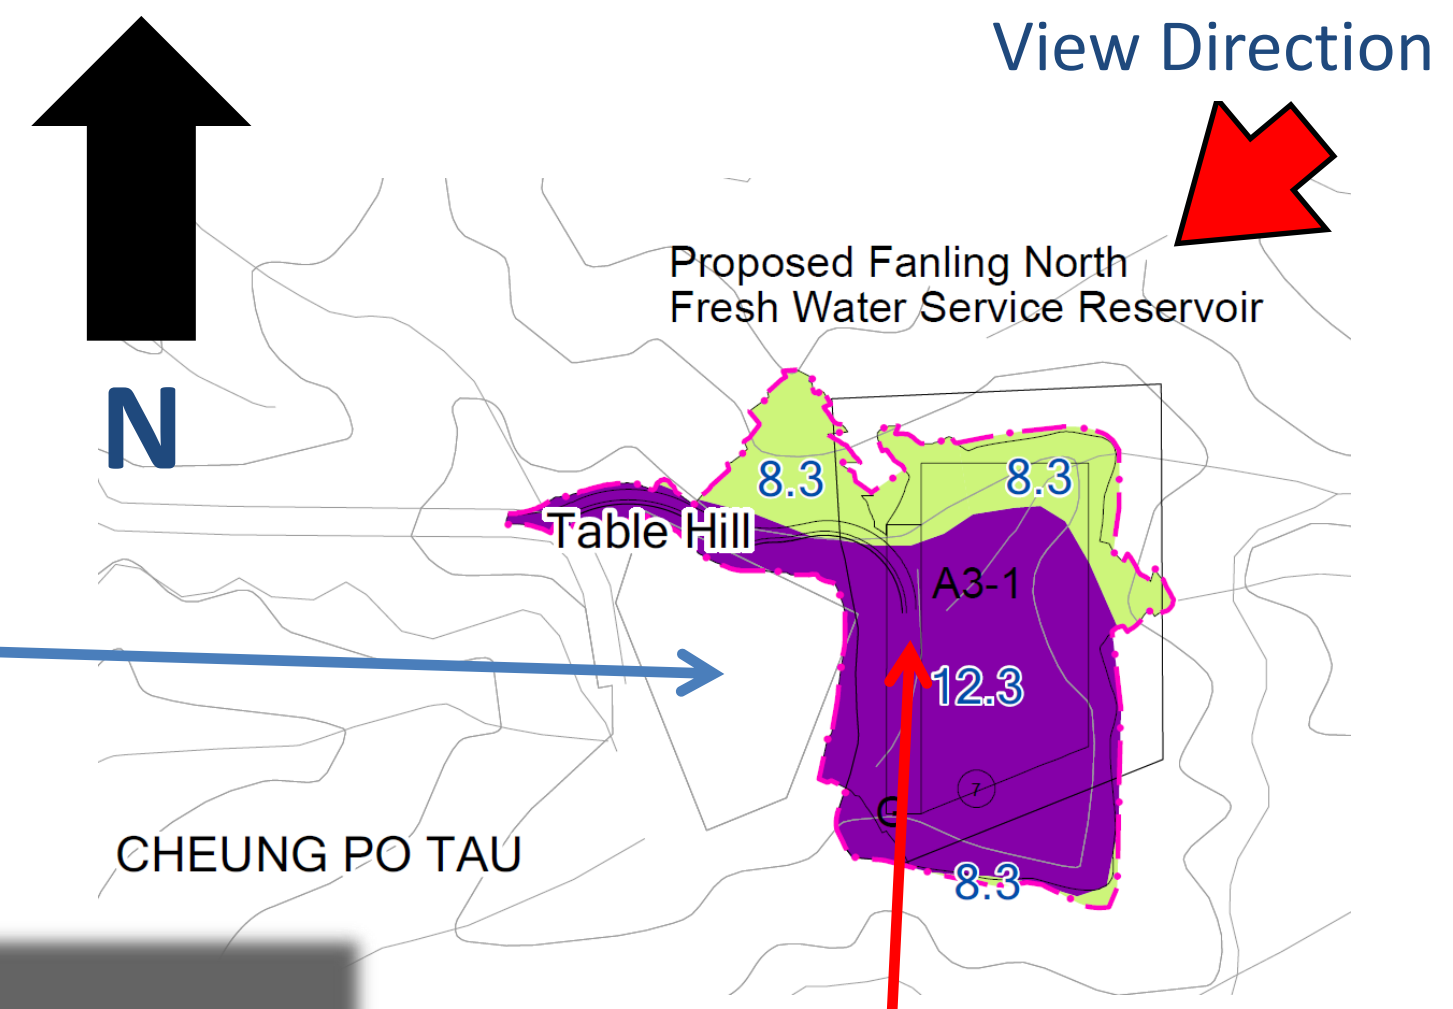 View Direction
N
Proposed Fanling North
Fresh Water Service Reservoir
8.3
8.3
Table Hill
A3-1
12.3
7
G
CHEUNG PO TAU
8.3